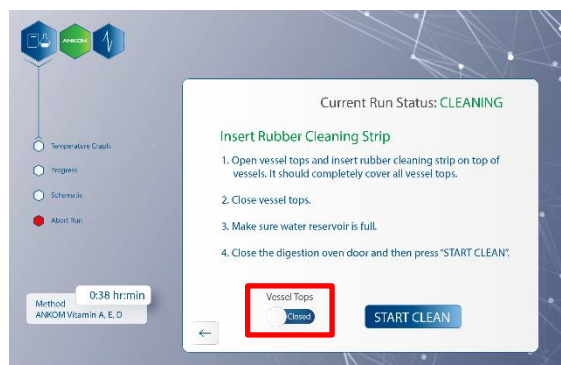 ANKOM
Current Run Status: CLEANING
Insert Rubber Cleaning Strip
1. Open vessel tops and insert rubber cleaning strip on top of
vessels. It should completely cover all vessel tops.
2. Close vessel tops.
3. Make sure water reservoir is full.
4. Close the digestion oven door and then press “START CLEAN”.
Temperature Graph
Progress
Schematic
Abort Run
0:38 hr:min
Method
ANKOM Vitamin A, E, D
Vessel Tops
Closed
START CLEAN